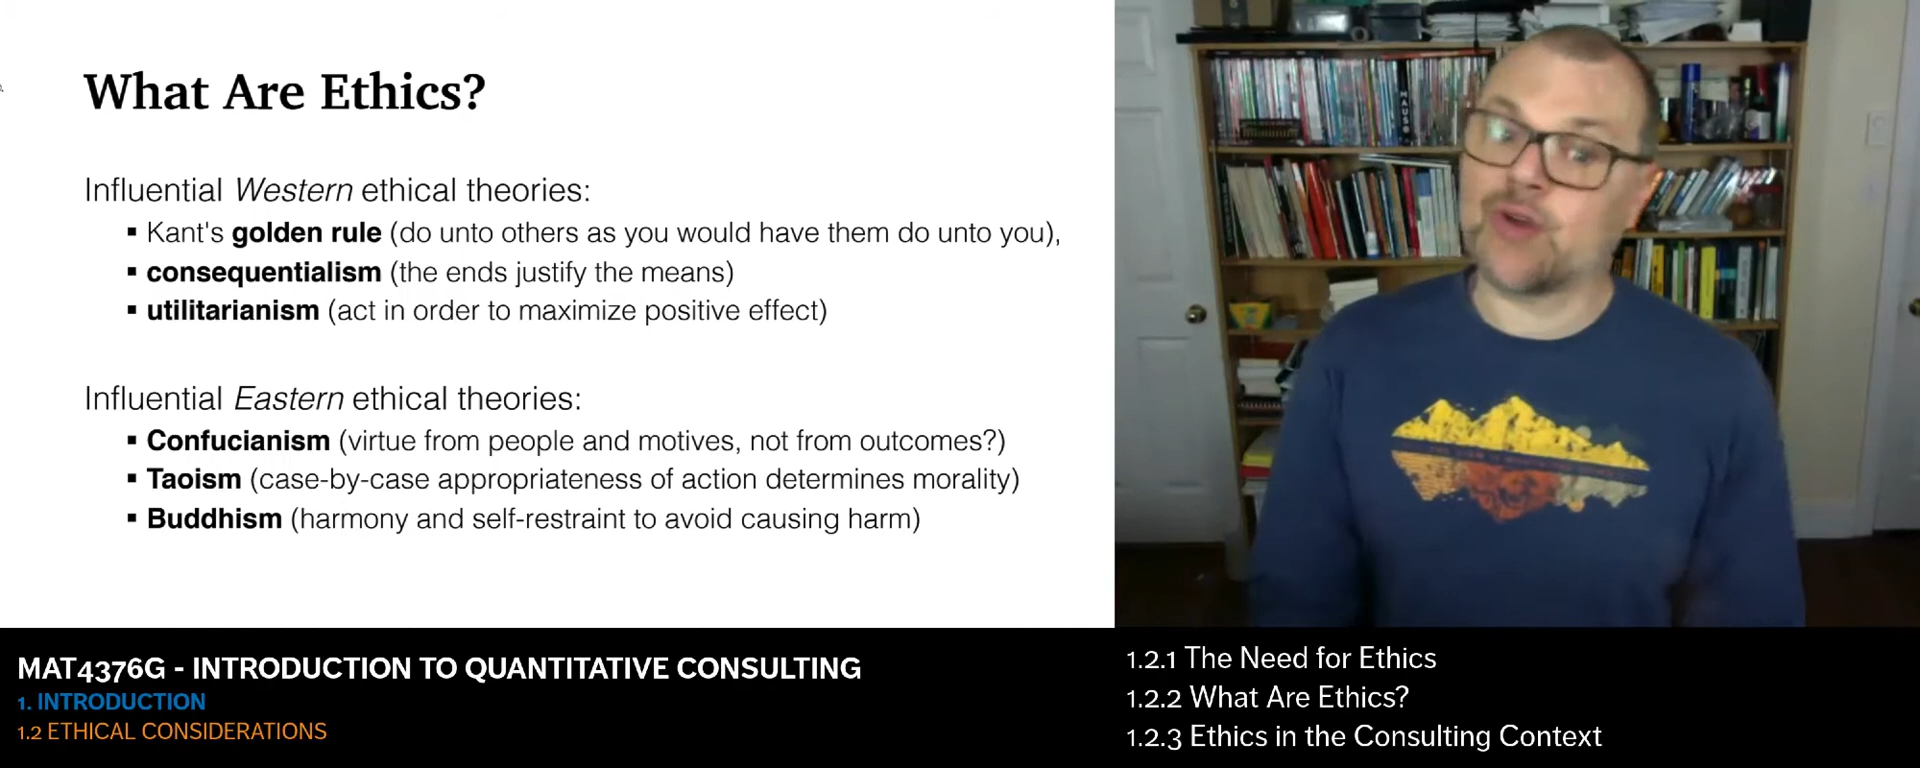 What Are Ethics?
Influential Western ethical theories:
▪ Kant's golden rule (do unto others as you would have them do unto you),
▪ consequentialism (the ends justify the means)
▪ utilitarianism (act in order to maximize positive effect)
Influential Eastern ethical theories:
▪ Confucianism (virtue from people and motives, not from outcomes?)
▪ Taoism (case-by-case appropriateness of action determines morality)
▪ Buddhism (harmony and self-restraint to avoid causing harm)
MAUS
MAT4376G - INTRODUCTION TO QUANTITATIVE CONSULTING
1. INTRODUCTION
1.2 ETHICAL CONSIDERATIONS
1.2.1 The Need for Ethics
1.2.2 What Are Ethics?
1.2.3 Ethics in the Consulting Context